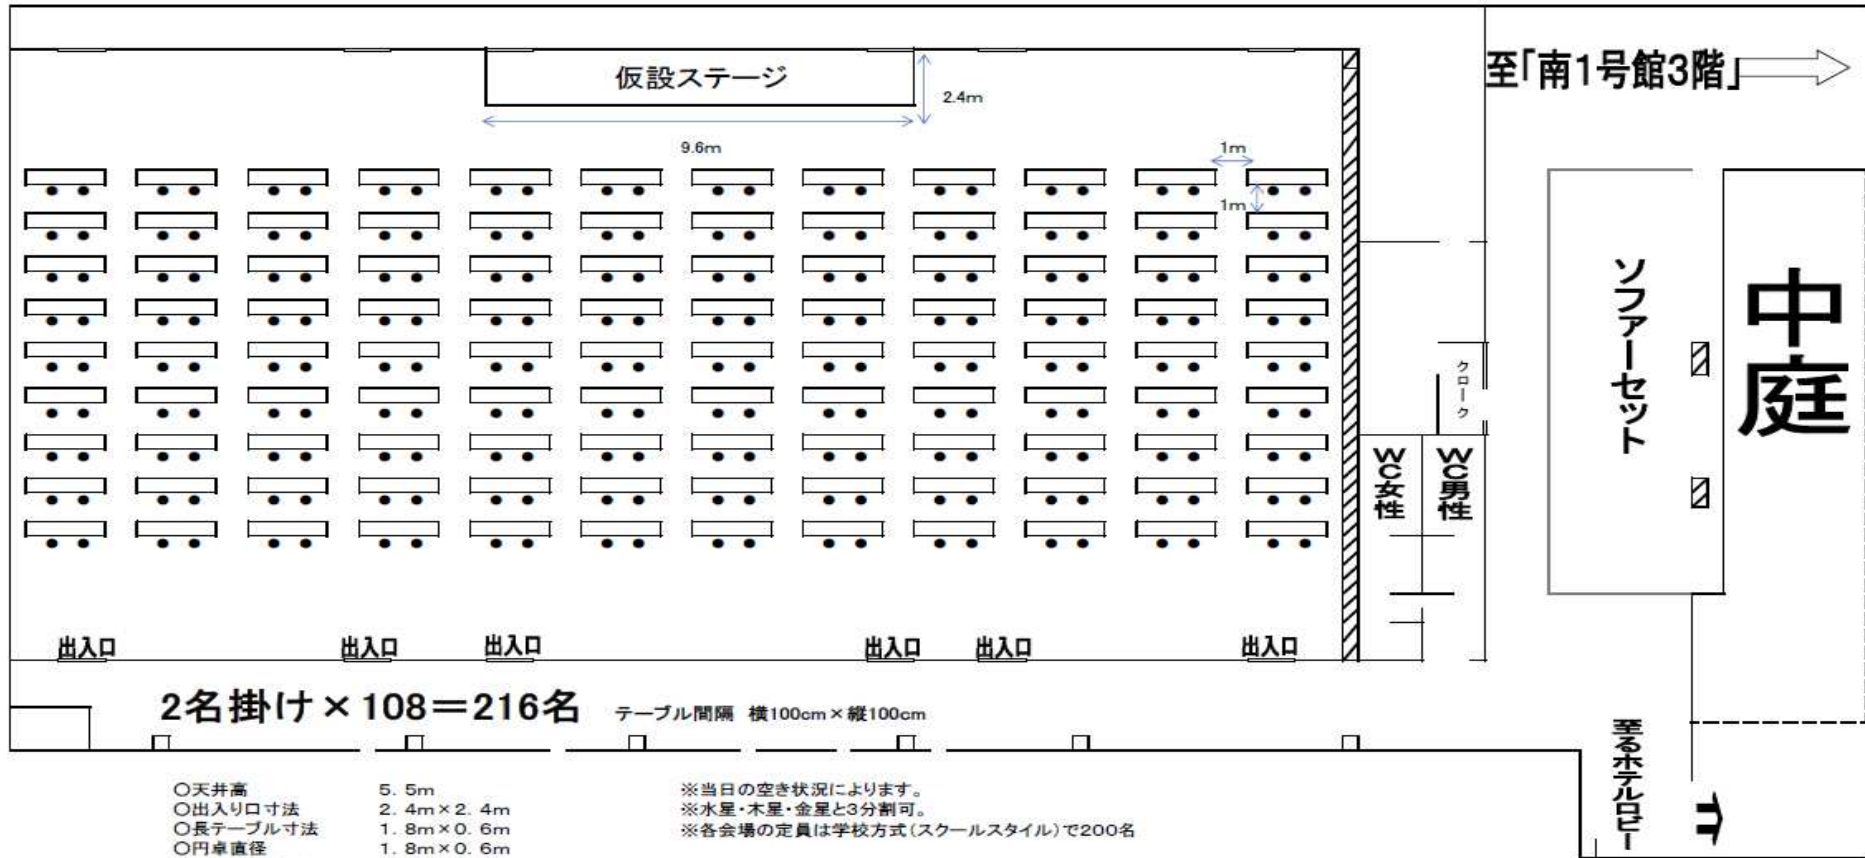 仮設ステージ
至「南1号館3階」
2.4m
9.6m
1m
1m
ソファーセット
中庭
クローク
WC女性
WC男性
出入口
出入口
出入口
出入口
出入口
出入口
2名掛け×108＝216名
テーブル間隔 横100cm×縦100cm
至るホテルロビー
○天井高 5.5m
○出入り口寸法 2.4m×2.4m
○長テーブル寸法 1.8m×0.6m
○円卓直径 1.8m×0.6m
※当日の空き状況によります。
※水星・木星・金星と3分割可。
※各会場の定員は学校方式(スクールスタイル)で200名